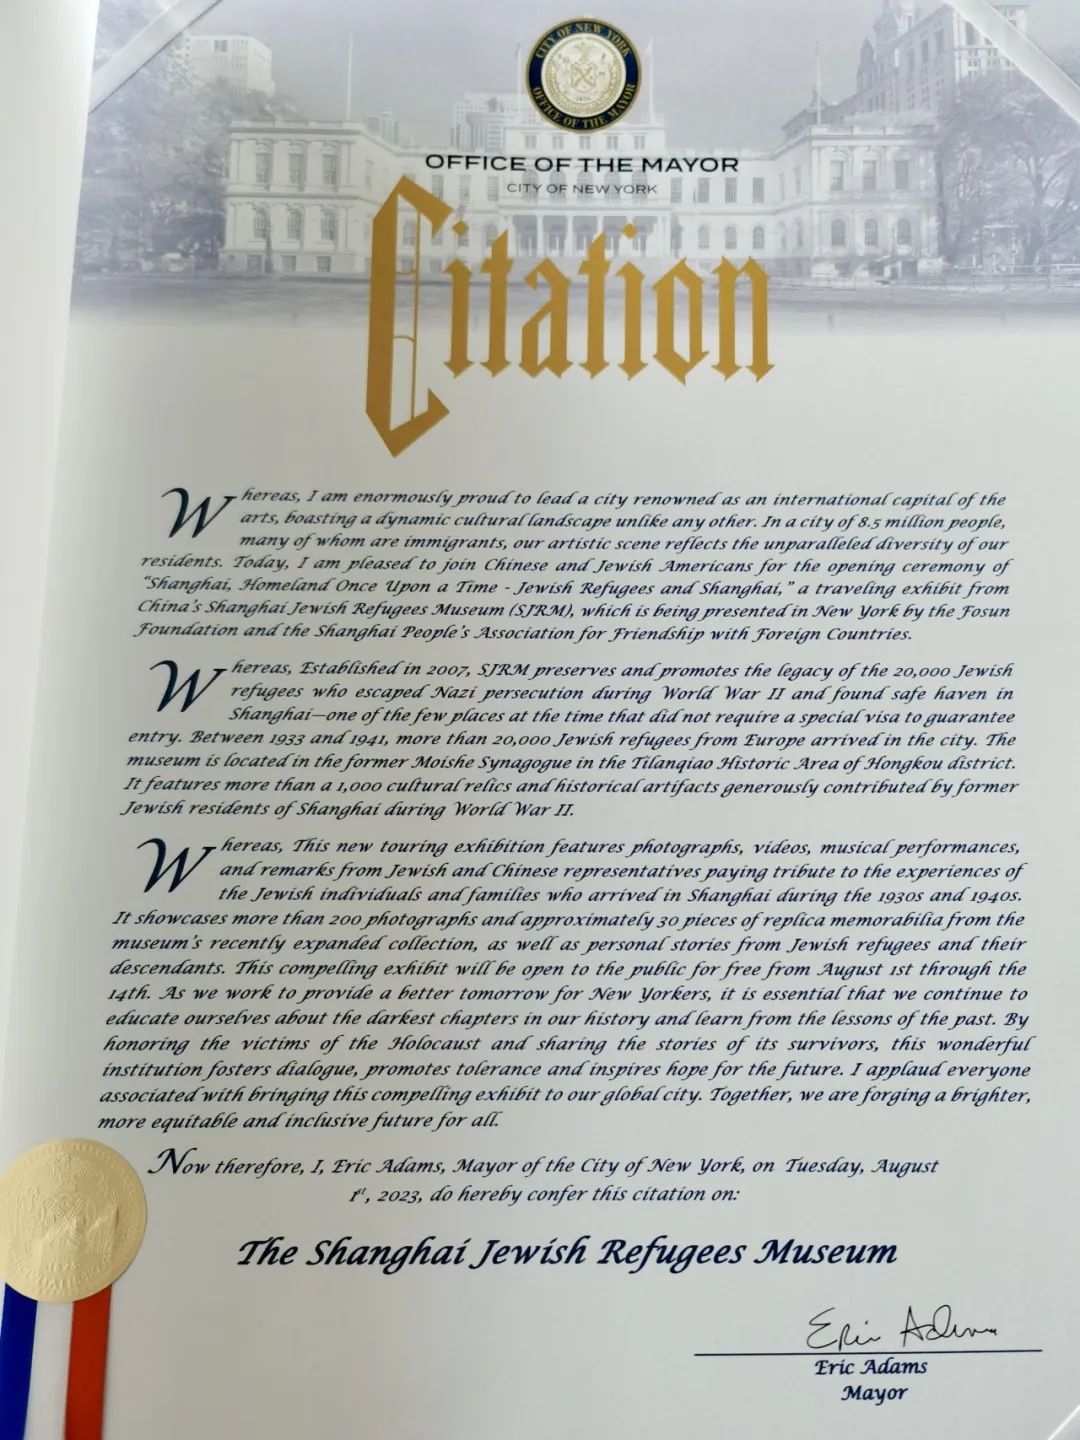 CITY OF NEW YORK
OFFICE OF THE MAYOR
OFFICE OF THE MAYOR
CITY OF NEW YORK
Citation
Whereas, I am enormously proud to lead a city renowned as an international capital of the
arts, boasting a dynamic cultural landscape unlike any other. In a city of 8.5 million people,
many of whom are immigrants, our artistic scene reflects the unparalleled diversity of our
residents. Today, I am pleased to join Chinese and Jewish Americans for the opening ceremony of
"Shanghai, Homeland Once Upon a Time - Jewish Refugees and Shanghai," a traveling exhibit from
China's Shanghai Jewish Refugees Museum (SJRM), which is being presented in New York by the Fosun
Foundation and the Shanghai People's Association for Friendship with Foreign Countries.
Whereas, Established in 2007, SJRM preserves and promotes the legacy of the 20,000 Jewish
refugees who escaped Nazi persecution during World War II and found safe haven in
Shanghai—one of the few places at the time that did not require a special visa to guarantee
entry. Between 1933 and 1941, more than 20,000 Jewish refugees from Europe arrived in the city. The
museum is located in the former Moishe Synagogue in the Tilanqiao Historic Area of Hongkou district.
It features more than a 1,000 cultural relics and historical artifacts generously contributed by former
Jewish residents of Shanghai during World War II.
Whereas, This new touring exhibition features photographs, videos, musical performances,
and remarks from Jewish and Chinese representatives paying tribute to the experiences of
the Jewish individuals and families who arrived in Shanghai during the 1930s and 1940s.
It showcases more than 200 photographs and approximately 30 pieces of replica memorabilia from the
museum's recently expanded collection, as well as personal stories from Jewish refugees and their
descendants. This compelling exhibit will be open to the public for free from August 1st through the
14th. As we work to provide a better tomorrow for New Yorkers, it is essential that we continue to
educate ourselves about the darkest chapters in our history and learn from the lessons of the past. By
honoring the victims of the Holocaust and sharing the stories of its survivors, this wonderful
institution fosters dialogue, promotes tolerance and inspires hope for the future. I applaud everyone
associated with bringing this compelling exhibit to our global city. Together, we are forging a brighter,
more equitable and inclusive future for all.
Now therefore, I, Eric Adams, Mayor of the City of New York, on Tuesday, August
1st, 2023, do hereby confer this citation on:
The Shanghai Jewish Refugees Museum
Eric Adams
Eric Adams
Mayor